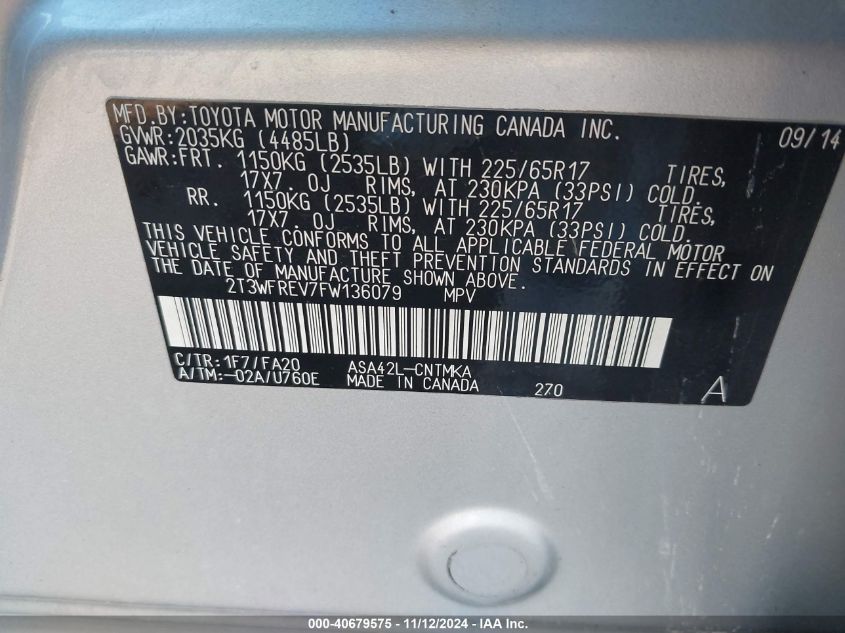 MFD.BY:TOYOTA MOTOR MANUFACTURING CANADA INC. 09/14
GVWR:2035KG (4485LB)
GAWR:FRT. 1150KG (2535LB) WITH 225/65R17 TIRES,
17X7.0J RIMS, AT 230KPA (33PSI) COLD.
RR. 1150KG (2535LB) WITH 225/65R17 TIRES,
17X7.0J RIMS, AT 230KPA (33PSI) COLD.
THIS VEHICLE CONFORMS TO ALL APPLICABLE FEDERAL MOTOR
VEHICLE SAFETY AND THEFT PREVENTION STANDARDS IN EFFECT ON
THE DATE OF MANUFACTURE SHOWN ABOVE.
2T3WFREV7FW136079 MPV
C/TR:1F7/FA20 ASA42L-CNTMKA
A/TM:-02A/U760E MADE IN CANADA 270 A
000-40679575 - 11/12/2024 - IAA Inc.